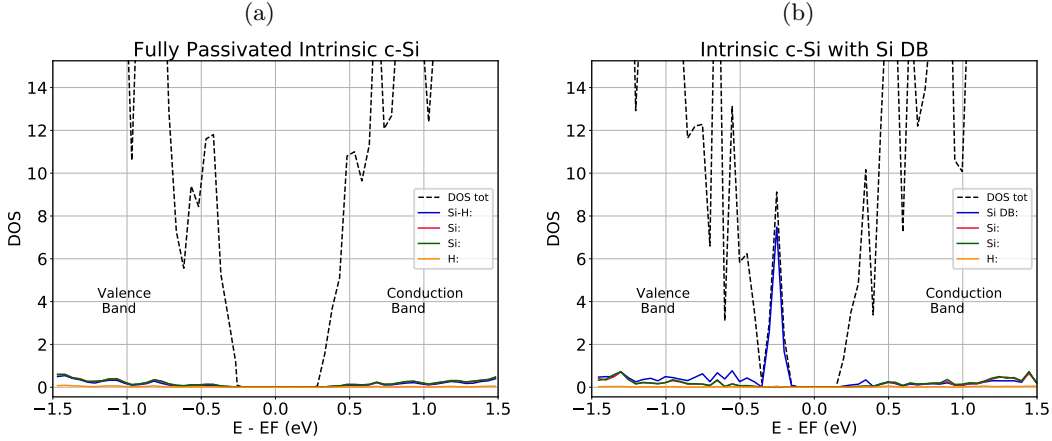 (a)
Fully Passivated Intrinsic c-Si
DOS
14
12
10
8
6
4
2
0
Valence
Band
Conduction
Band
DOS tot
Si-H:
Si:
Si:
H:
−1.5 −1.0 −0.5 0.0 0.5 1.0 1.5
E - EF (eV)
(b)
Intrinsic c-Si with Si DB
DOS
14
12
10
8
6
4
2
0
Valence
Band
Conduction
Band
DOS tot
Si DB:
Si:
Si:
H:
−1.5 −1.0 −0.5 0.0 0.5 1.0 1.5
E - EF (eV)